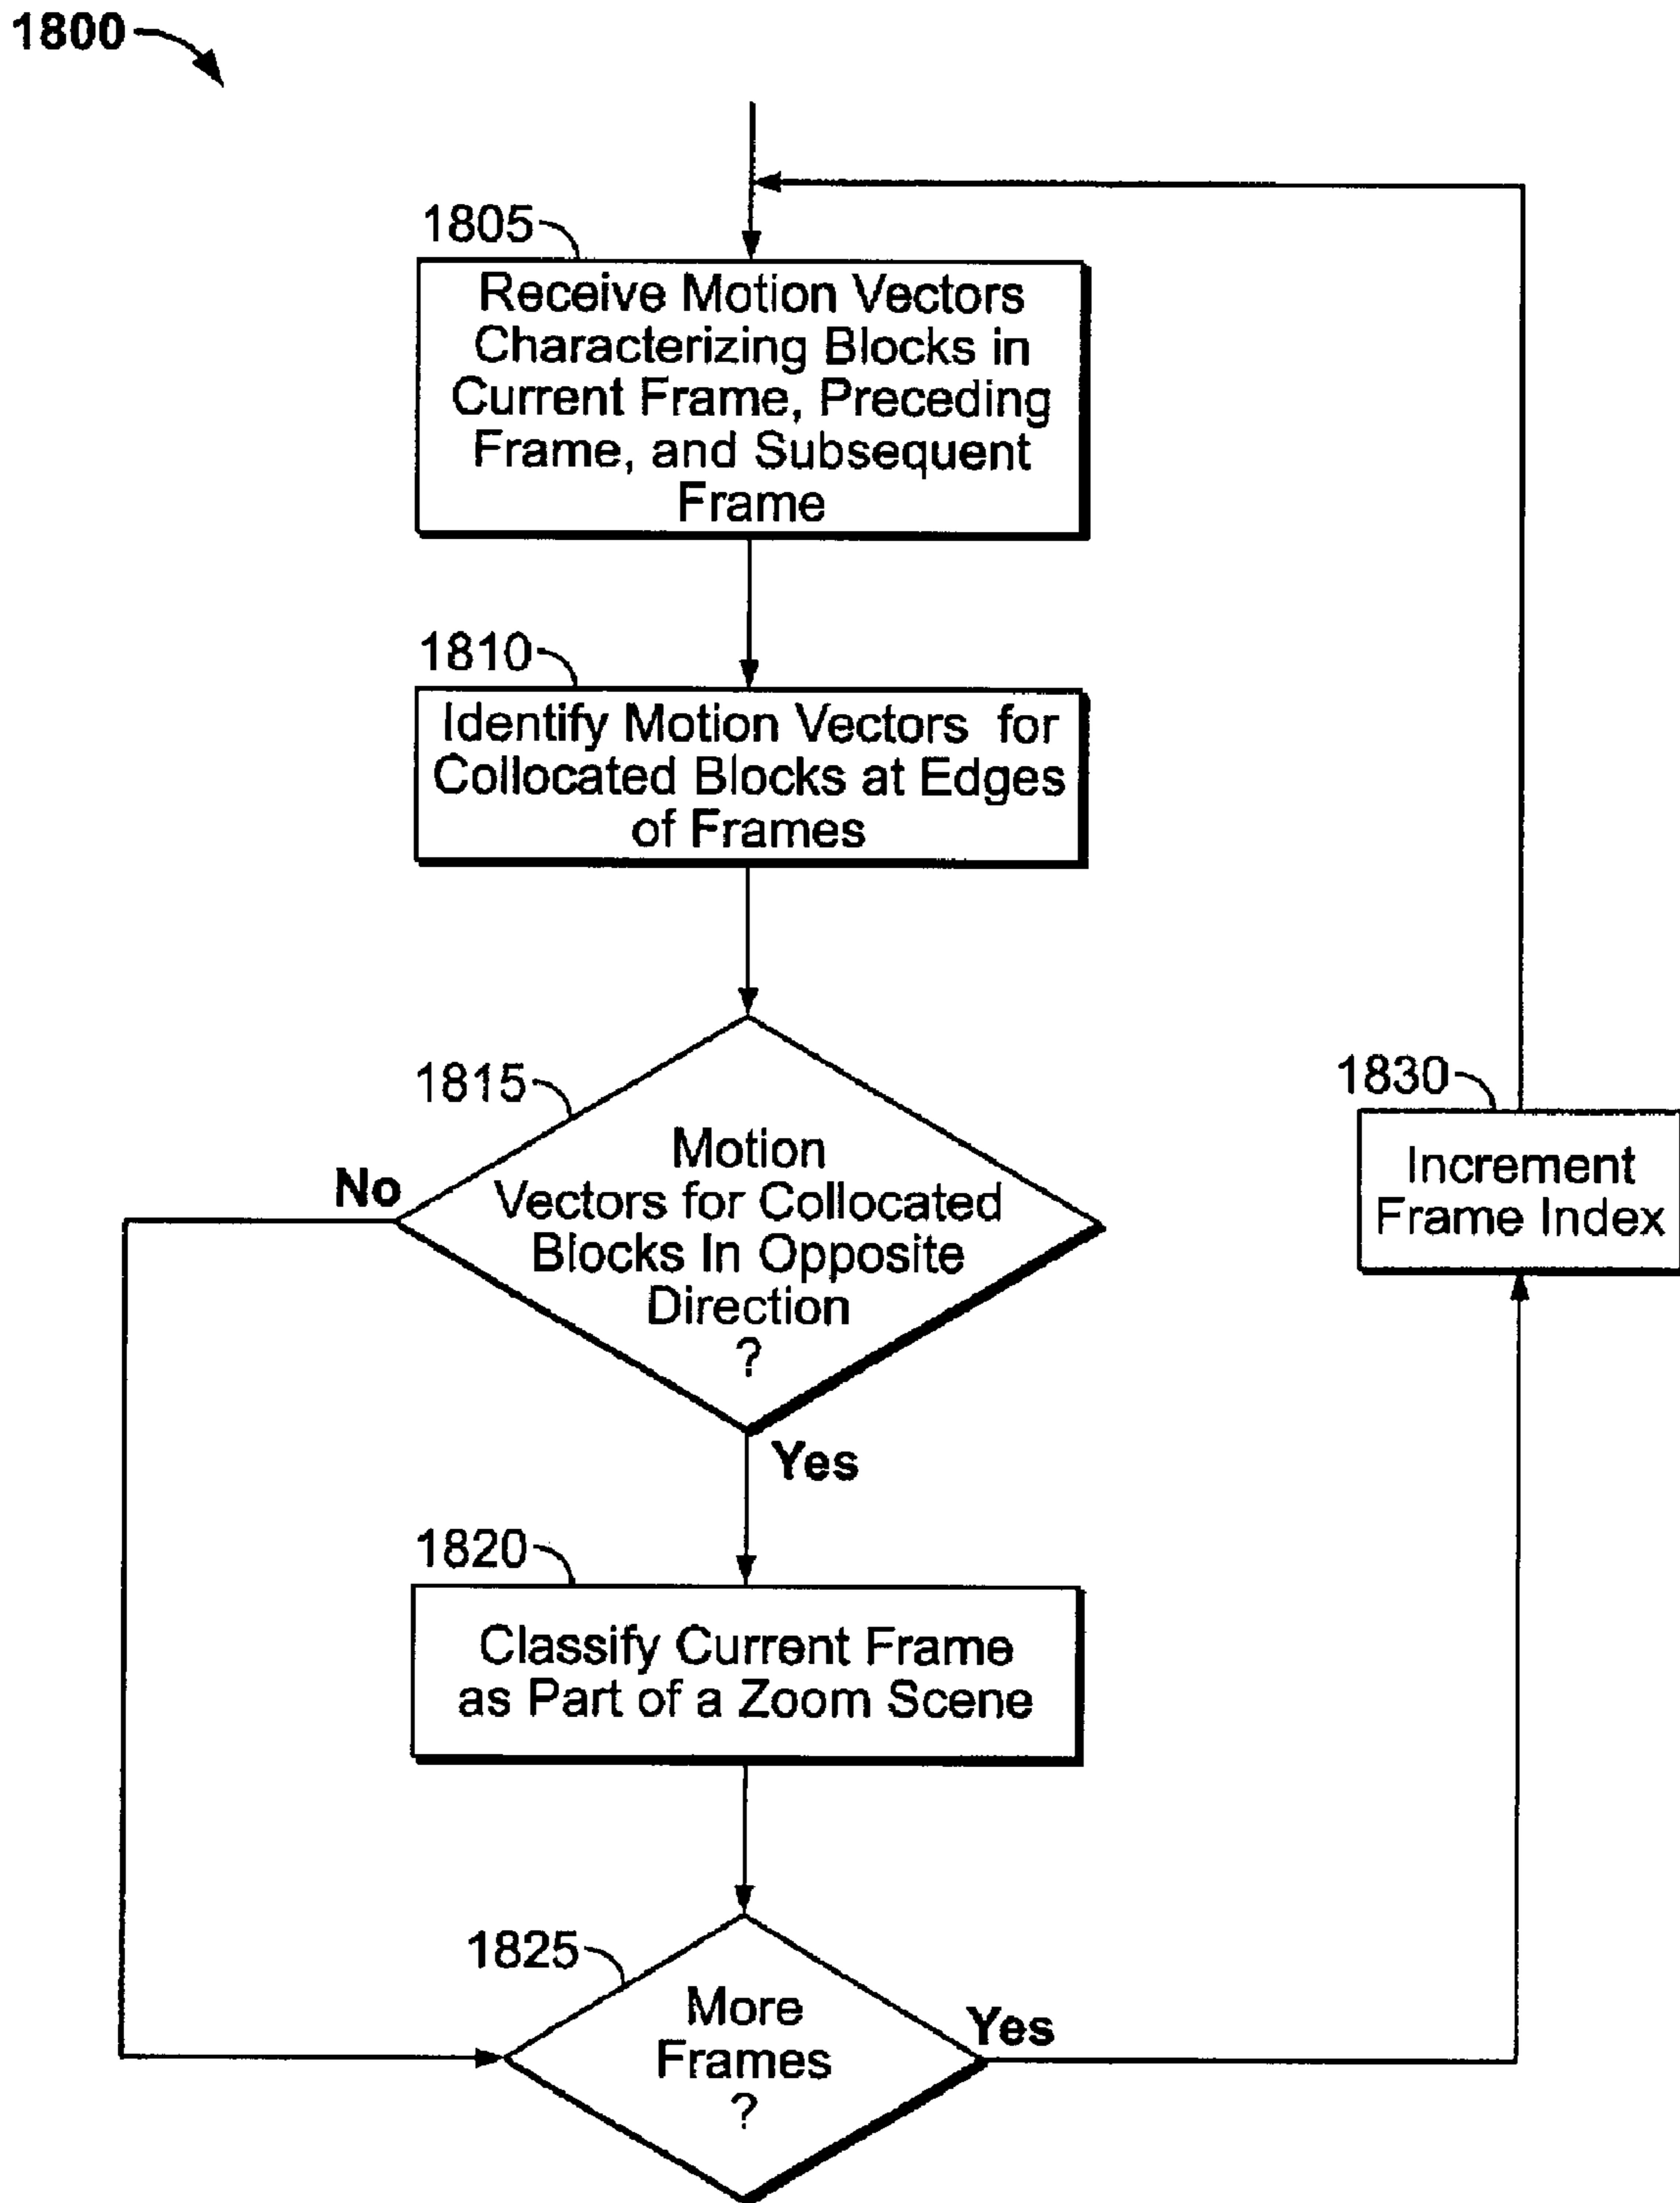 1800
1805
Receive Motion Vectors
Characterizing Blocks in
Current Frame, Preceding
Frame, and Subsequent
Frame
1810
Identify Motion Vectors for
Collocated Blocks at Edges
of Frames
1815
Motion
Vectors for Collocated
Blocks In Opposite
Direction
?
No
Yes
1830
Increment
Frame Index
1820
Classify Current Frame
as Part of a Zoom Scene
1825
More
Frames
?
Yes